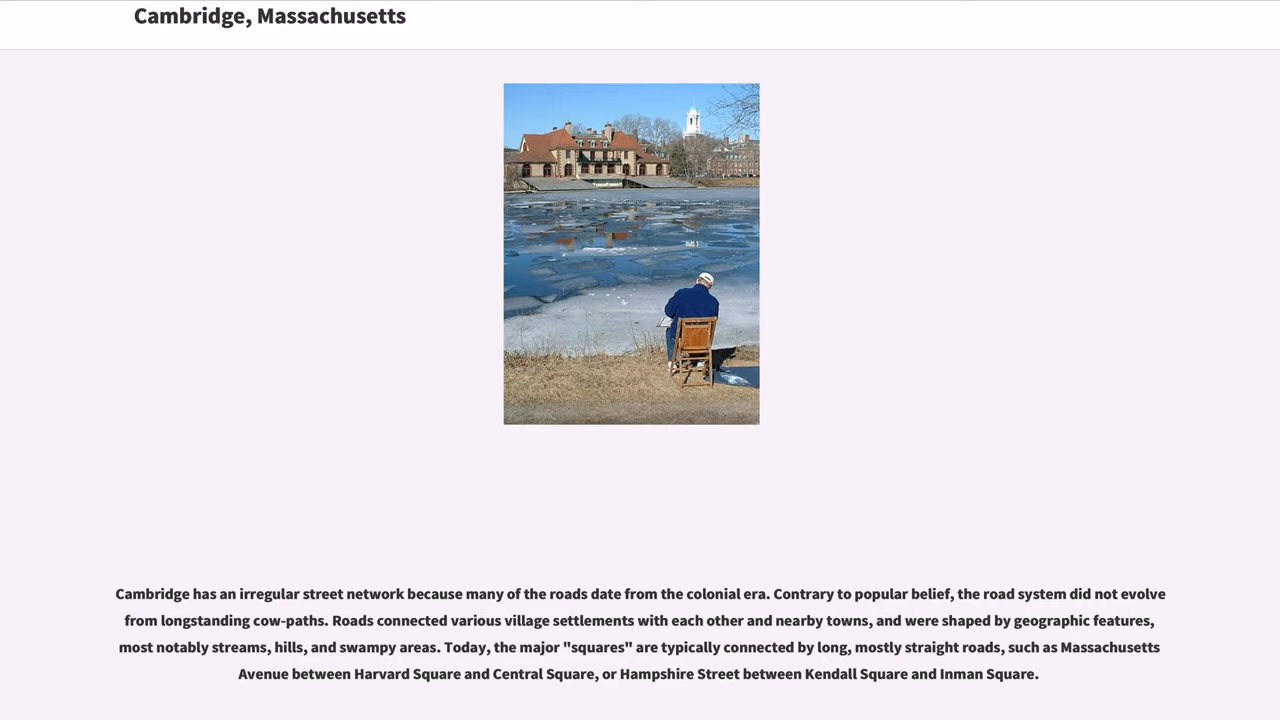 Cambridge, Massachusetts
Cambridge has an irregular street network because many of the roads date from the colonial era. Contrary to popular belief, the road system did not evolve
from longstanding cow-paths. Roads connected various village settlements with each other and nearby towns, and were shaped by geographic features,
most notably streams, hills, and swampy areas. Today, the major "squares" are typically connected by long, mostly straight roads, such as Massachusetts
Avenue between Harvard Square and Central Square, or Hampshire Street between Kendall Square and Inman Square.